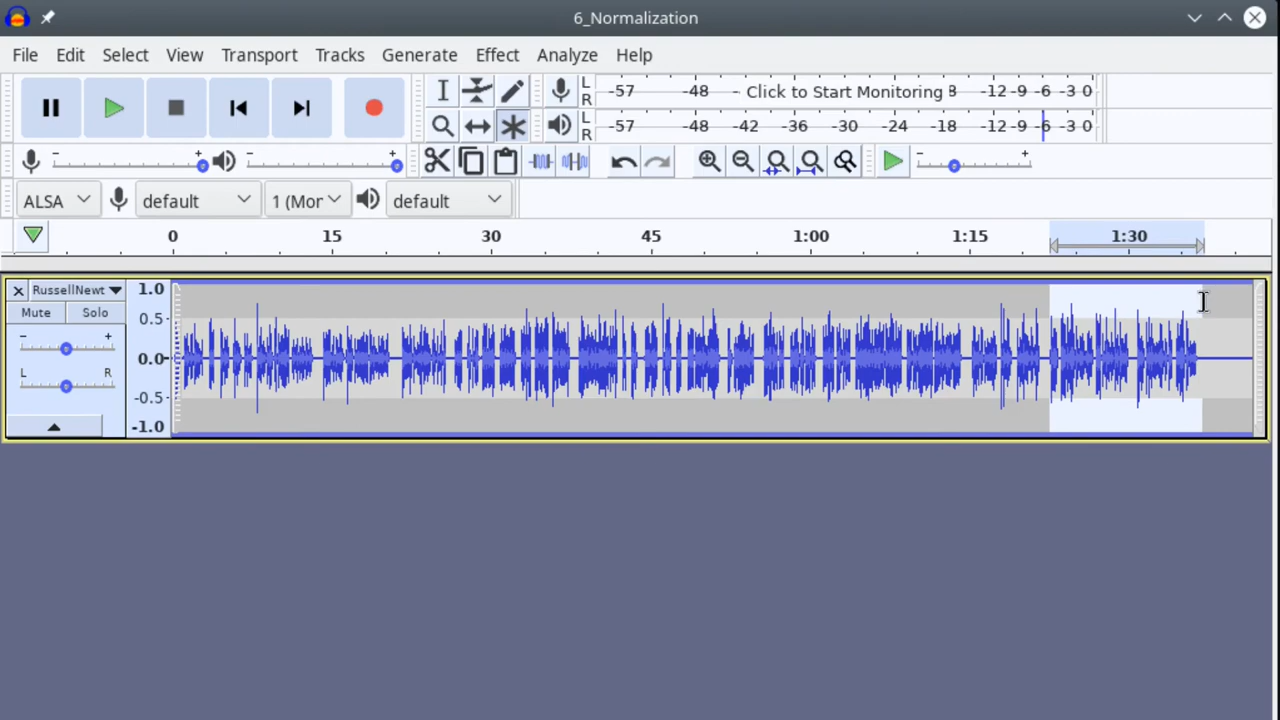 6_Normalization
File Edit Select View Transport Tracks Generate Effect Analyze Help
L R -57 -48 - Click to Start Monitoring 8 -12 -9 -6 -3 0
L R -57 -48 -42 -36 -30 -24 -18 -12 -9 -6 -3 0
- + - + - +
ALSA default 1 (Mor default
0 15 30 45 1:00 1:15 1:30
RussellNewt 1.0
Mute Solo 0.5
- + 0.0
L R -0.5
-1.0